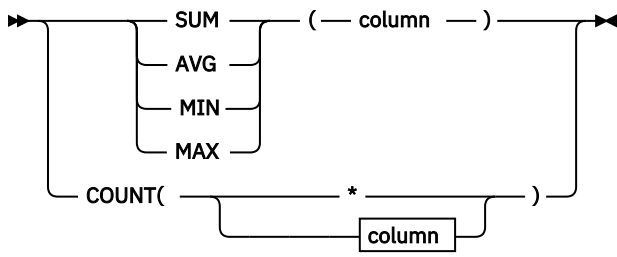 SUM ( column )
AVG
MIN
MAX
COUNT( * )
column